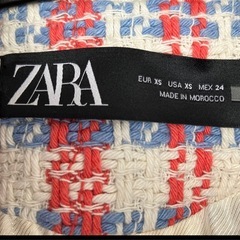 ZARA
EUR XS USA XS MEX 24
MADE IN MOROCCO